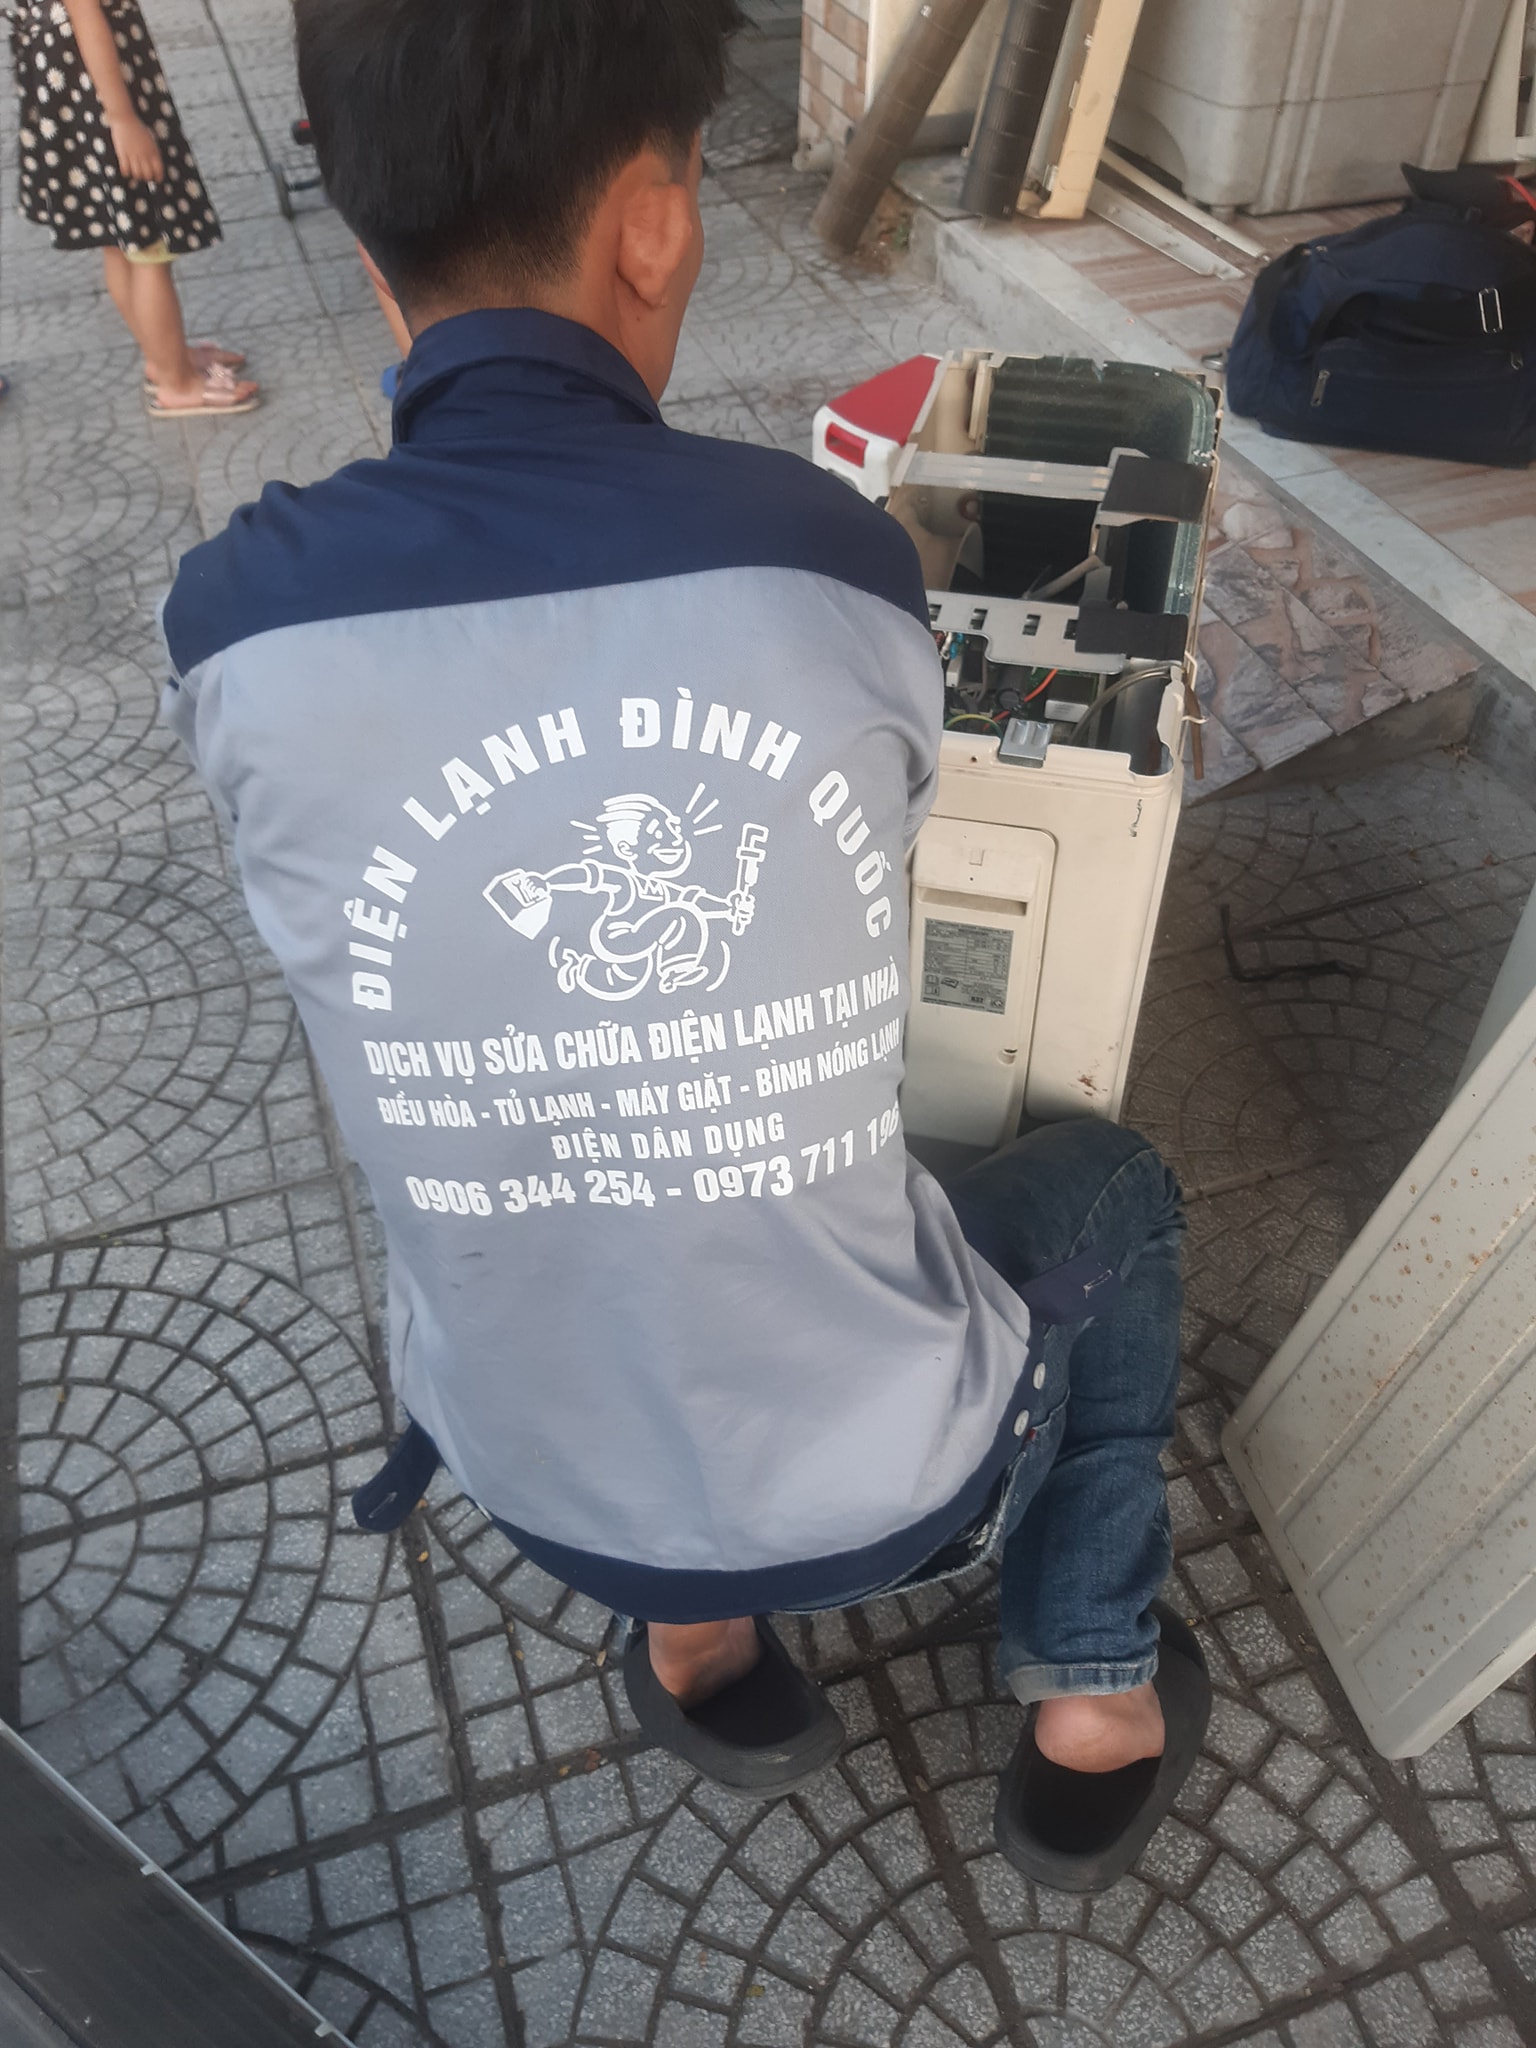 ĐIỆN LẠNH ĐÌNH QUỐC
DỊCH VỤ SỬA CHỮA ĐIỆN LẠNH TẠI NHÀ
ĐIỀU HÒA - TỦ LẠNH - MÁY GIẶT - BÌNH NÓNG LẠNH
ĐIỆN DÂN DỤNG
0906 344 254 - 0973 711 196